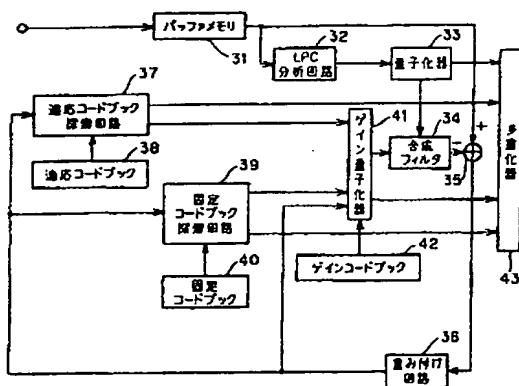 バッファメモリ
31
32
LPC
分析回路
33
量子化器
37
適応コードブック
探索回路
38
適応コードブック
39
固定
コードブック
探索回路
40
固定
コードブック
41
ゲイン量子化器
42
ゲインコードブック
34
合成
フィルタ
+
−
35
多重化器
43
36
重み付け
回路